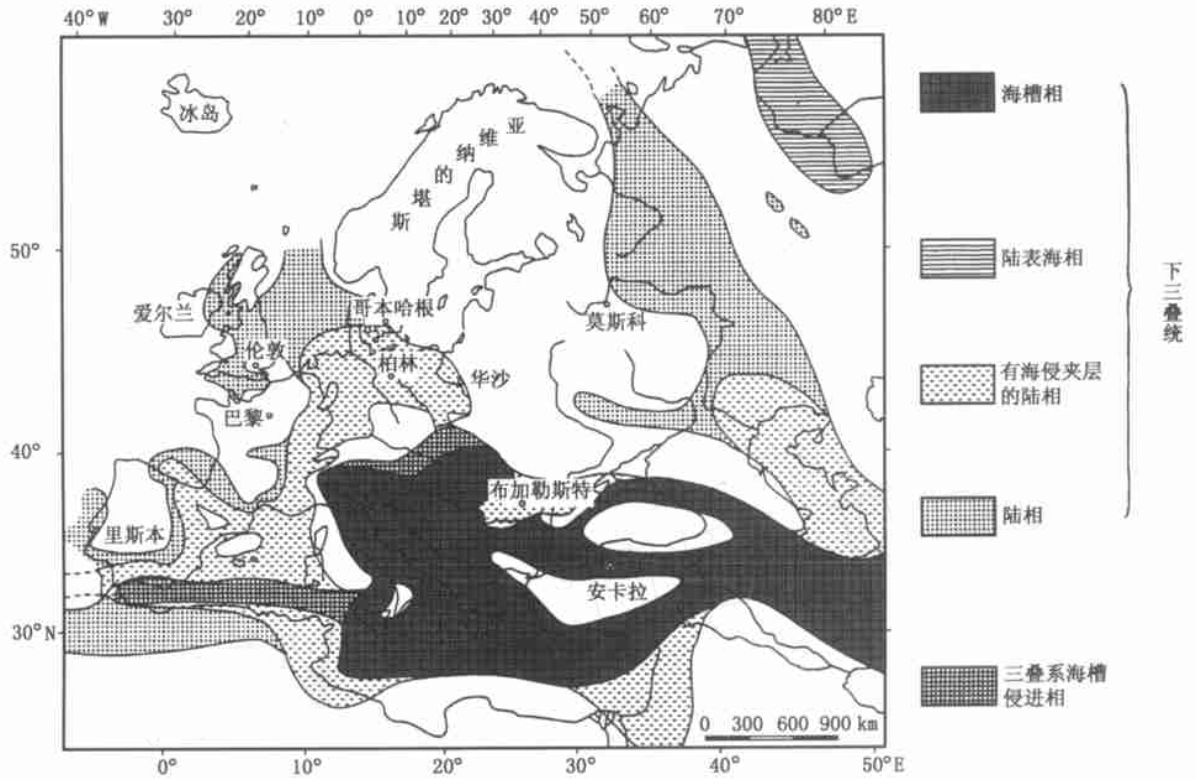 40° W 30° 20° 10° 0° 10° 20° 30° 40° 50° 60° 70° 80° E
冰岛
斯堪的纳维亚
50°
爱尔兰
哥本哈根
莫斯科
伦敦
柏林
华沙
巴黎
40°
布加勒斯特
里斯本
安卡拉
30° N
0 300 600 900 km
0° 10° 20° 30° 40° 50° E
海槽相
陆表海相
有海侵夹层
的陆相
陆相
三叠系海槽
侵进相
下三叠统